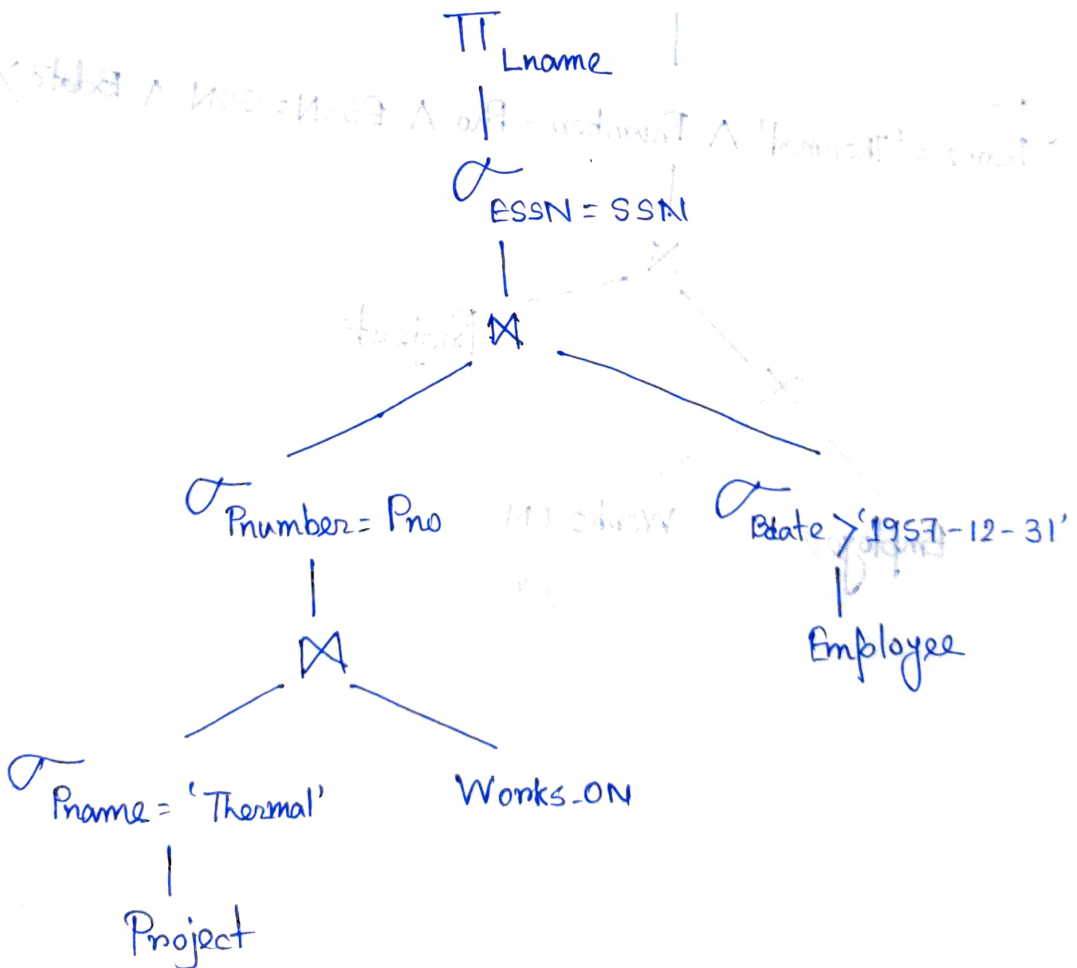 π Lname
σ ESSN = SSN
⋈
σ Pnumber = Pno
σ Bdate > '1957-12-31'
⋈
Employee
σ Pname = 'Thermal'
Works_ON
Project